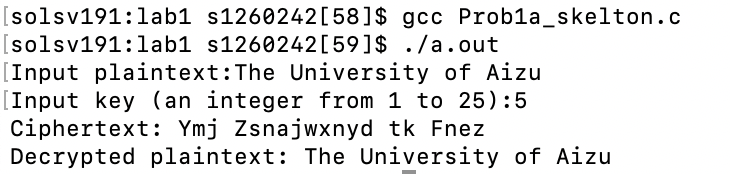 [solsv191:lab1 s1260242[58]$ gcc Prob1a_skelton.c
[solsv191:lab1 s1260242[59]$ ./a.out
[Input plaintext:The University of Aizu
[Input key (an integer from 1 to 25):5
Ciphertext: Ymj Zsnajwxnyd tk Fnez
Decrypted plaintext: The University of Aizu